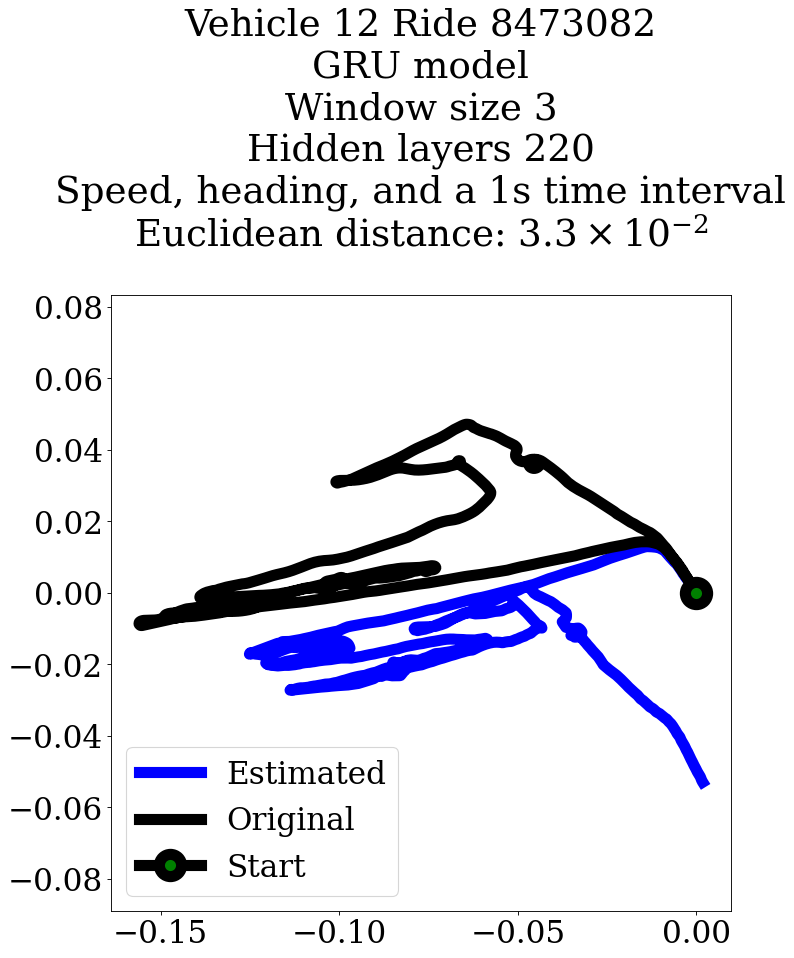 Vehicle 12 Ride 8473082
GRU model
Window size 3
Hidden layers 220
Speed, heading, and a 1s time interval
Euclidean distance: 3.3 × 10⁻²
0.08
0.06
0.04
0.02
0.00
−0.02
−0.04
−0.06
−0.08
Estimated
Original
Start
−0.15 −0.10 −0.05 0.00